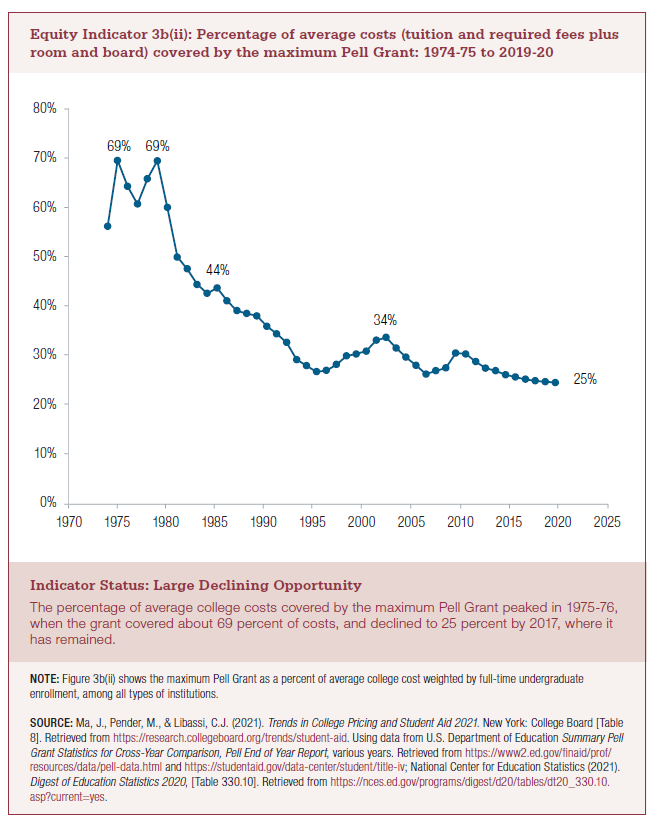 Equity Indicator 3b(ii): Percentage of average costs (tuition and required fees plus
room and board) covered by the maximum Pell Grant: 1974-75 to 2019-20
80%
70%
60%
50%
40%
30%
20%
10%
0%
69% 69%
44%
34%
25%
1970 1975 1980 1985 1990 1995 2000 2005 2010 2015 2020 2025
Indicator Status: Large Declining Opportunity
The percentage of average college costs covered by the maximum Pell Grant peaked in 1975-76,
when the grant covered about 69 percent of costs, and declined to 25 percent by 2017, where it
has remained.
NOTE: Figure 3b(ii) shows the maximum Pell Grant as a percent of average college cost weighted by full-time undergraduate
enrollment, among all types of institutions.
SOURCE: Ma, J., Pender, M., & Libassi, C.J. (2021). Trends in College Pricing and Student Aid 2021. New York: College Board [Table
8]. Retrieved from https://research.collegeboard.org/trends/student-aid. Using data from U.S. Department of Education Summary Pell
Grant Statistics for Cross-Year Comparison, Pell End of Year Report, various years. Retrieved from https://www2.ed.gov/finaid/prof/
resources/data/pell-data.html and https://studentaid.gov/data-center/student/title-iv; National Center for Education Statistics (2021).
Digest of Education Statistics 2020, [Table 330.10]. Retrieved from https://nces.ed.gov/programs/digest/d20/tables/dt20_330.10.
asp?current=yes.